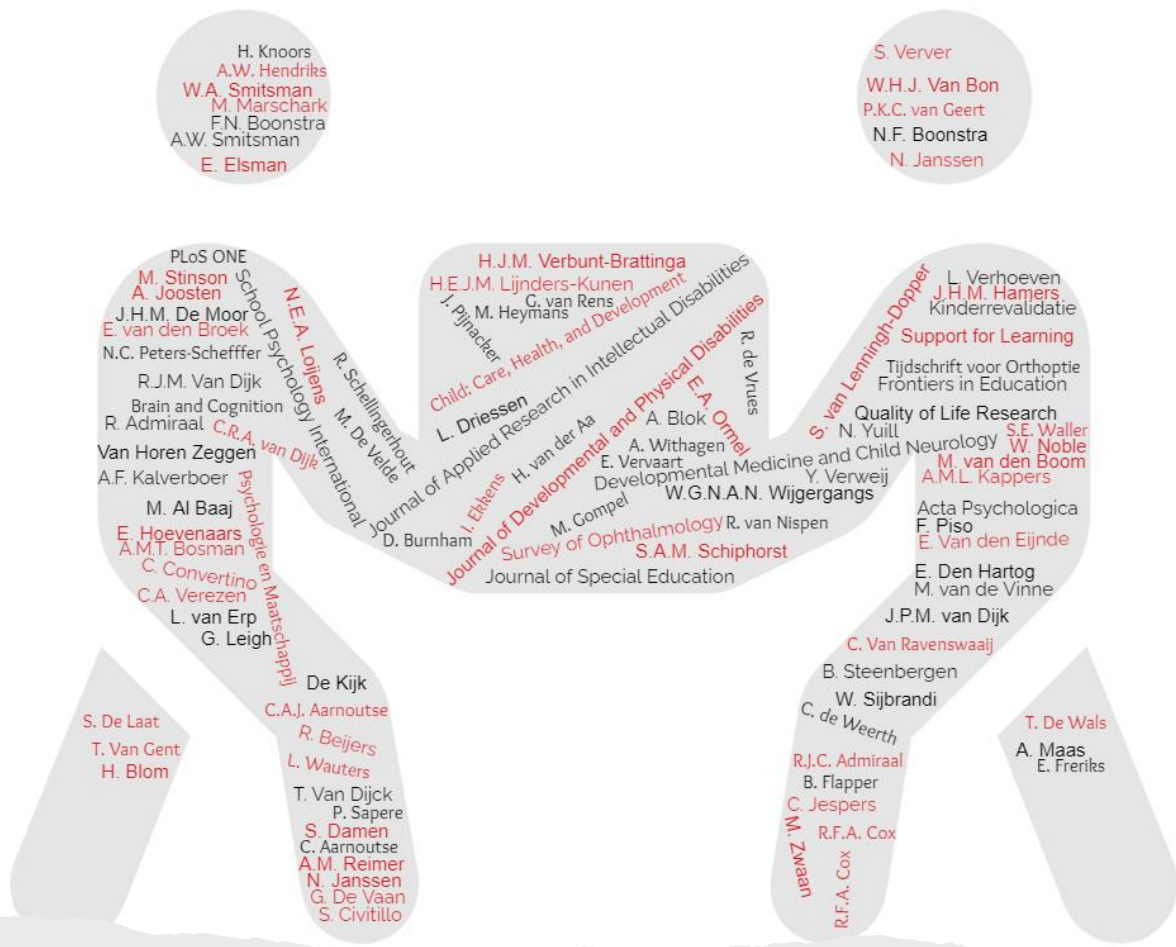 H. Knoors
A.W. Hendriks
W.A. Smitsman
M. Marschark
F.N. Boonstra
A.W. Smitsman
E. Elsman
S. Verver
W.H.J. Van Bon
P.K.C. van Geert
N.F. Boonstra
N. Janssen
PLoS ONE
M. Stinson
A. Joosten
J.H.M. De Moor
E. van den Broek
N.C. Peters-Schefffer
R.J.M. Van Dijk
Brain and Cognition
R. Admiraal
C.R.A. van Dijk
Van Horen Zeggen
A.F. Kalverboer
M. Al Baaj
E. Hoevenaars
A.M.T. Bosman
C. Convertino
C.A. Verezen
L. van Erp
G. Leigh
School Psychology International
N.E.A. Loijens
R. Schellingerhout
M. De Velde
Psychologie en Maatschappij
De Kijk
C.A.J. Aarnoutse
R. Beijers
L. Wauters
T. Van Dijck
P. Sapere
S. Damen
C. Aarnoutse
A.M. Reimer
N. Janssen
G. De Vaan
S. Civitillo
S. De Laat
T. Van Gent
H. Blom
H.J.M. Verbunt-Brattinga
H.E.J.M. Lijnders-Kunen
J. Pijnacker
G. van Rens
M. Heymans
Child: Care, Health, and Development
L. Driessen
Journal of Applied Research in Intellectual Disabilities
D. Burnham
I. Ekkens
H. van der Aa
Journal of Developmental and Physical Disabilities
R. de Vrues
E.A. Ormel
A. Blok
A. Withagen
E. Vervaart
Developmental Medicine and Child Neurology
Y. Verweij
W.G.N.A.N. Wijgergangs
M. Gompel
Survey of Ophthalmology
R. van Nispen
S.A.M. Schiphorst
Journal of Special Education
S. van Lenningh-Dopper
L. Verhoeven
J.H.M. Hamers
Kinderrevalidatie
Support for Learning
Tijdschrift voor Orthoptie
Frontiers in Education
Quality of Life Research
N. Yuill
S.E. Waller
W. Noble
M. van den Boom
A.M.L. Kappers
Acta Psychologica
F. Piso
E. Van den Eijnde
E. Den Hartog
M. van de Vinne
J.P.M. van Dijk
C. Van Ravenswaaij
B. Steenbergen
W. Sijbrandi
C. de Weerth
R.J.C. Admiraal
B. Flapper
C. Jespers
M. Zwaan
R.F.A. Cox
R.F.A. Cox
T. De Wals
A. Maas
E. Freriks